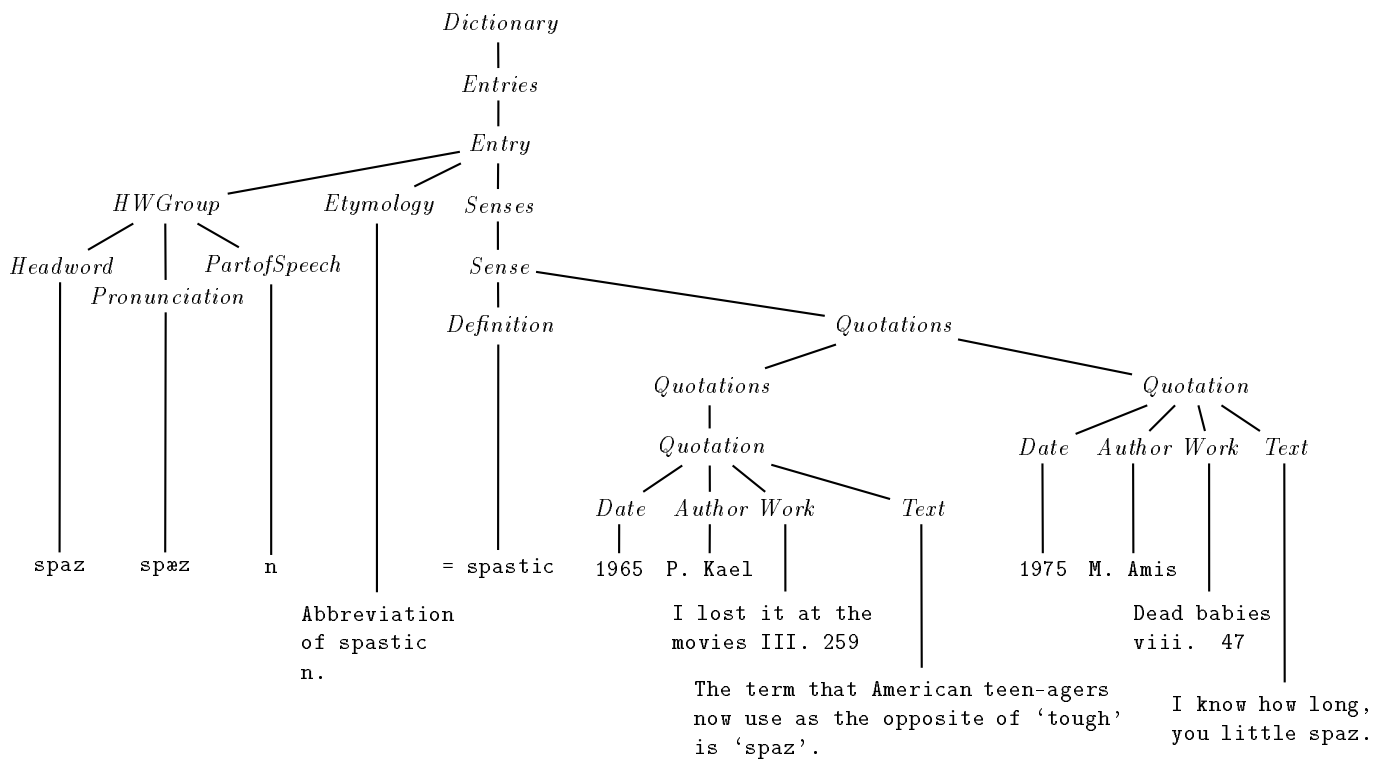 Dictionary
Entries
Entry
HWGroup Etymology Senses
Headword PartofSpeech Sense
Pronunciation
Definition Quotations
Quotations Quotation
Quotation Date Author Work Text
Date Author Work Text
spaz spæz n = spastic 1965 P. Kael 1975 M. Amis
Abbreviation
of spastic
n.
I lost it at the
movies III. 259
Dead babies
viii. 47
The term that American teen-agers
now use as the opposite of ‘tough’
is ‘spaz’.
I know how long,
you little spaz.